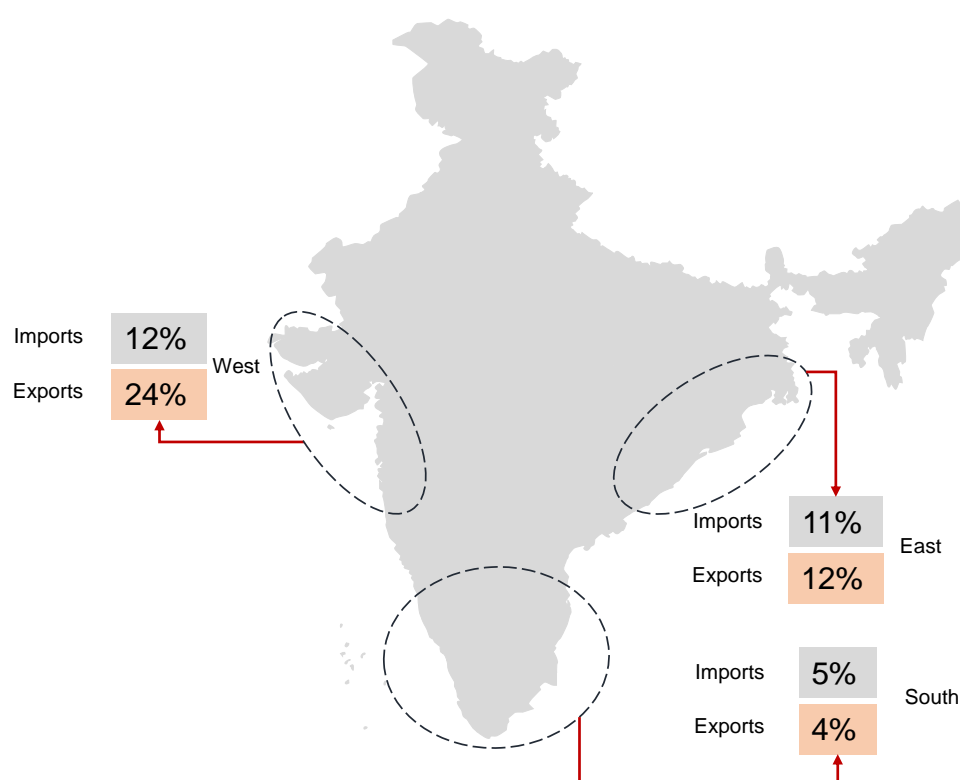 Imports 12%
West
Exports 24%
Imports 11%
East
Exports 12%
Imports 5%
South
Exports 4%